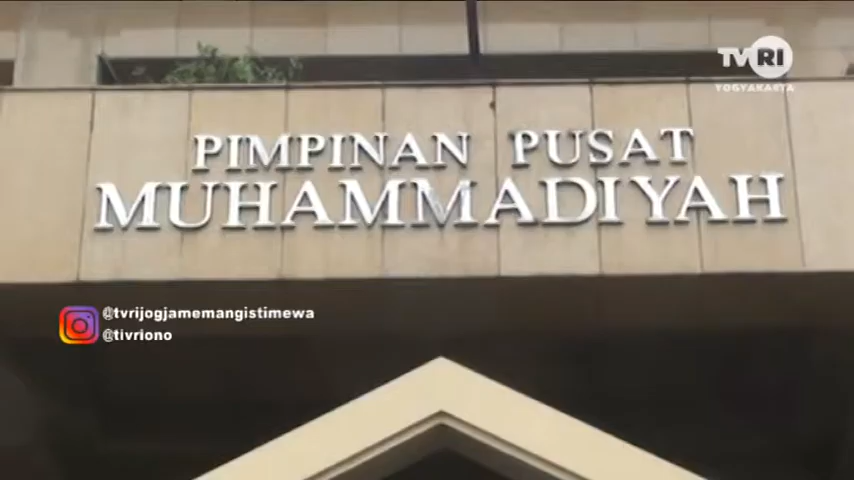 TVRI
YOGYAKARTA
PIMPINAN PUSAT
MUHAMMADIYAH
@tvrijogjamemangistimewa
@tivriono